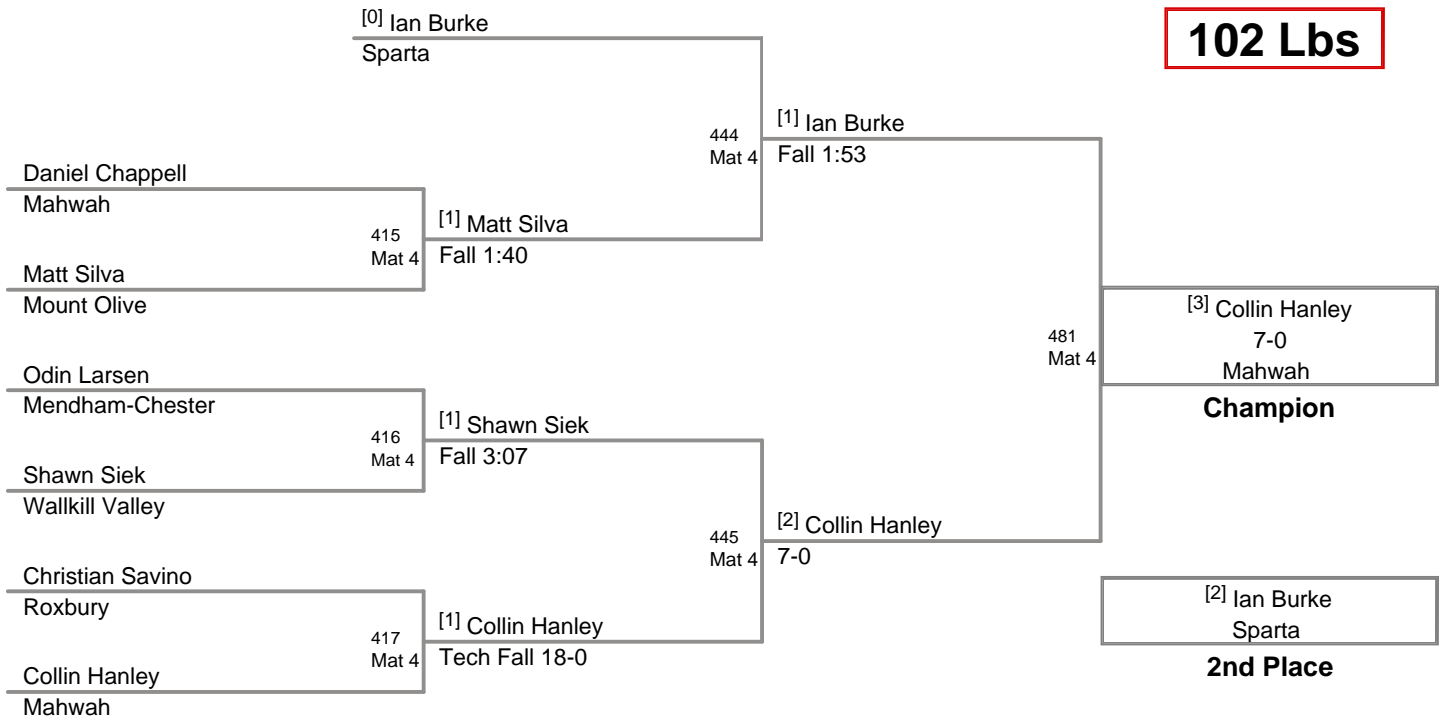 [0] Ian Burke
Sparta
102 Lbs
444
Mat 4
[1] Ian Burke
Fall 1:53
Daniel Chappell
Mahwah
415
Mat 4
[1] Matt Silva
Fall 1:40
Matt Silva
Mount Olive
481
Mat 4
[3] Collin Hanley
7-0
Mahwah
Champion
Odin Larsen
Mendham-Chester
416
Mat 4
[1] Shawn Siek
Fall 3:07
Shawn Siek
Wallkill Valley
445
Mat 4
[2] Collin Hanley
7-0
Christian Savino
Roxbury
417
Mat 4
[1] Collin Hanley
Tech Fall 18-0
Collin Hanley
Mahwah
[2] Ian Burke
Sparta
2nd Place